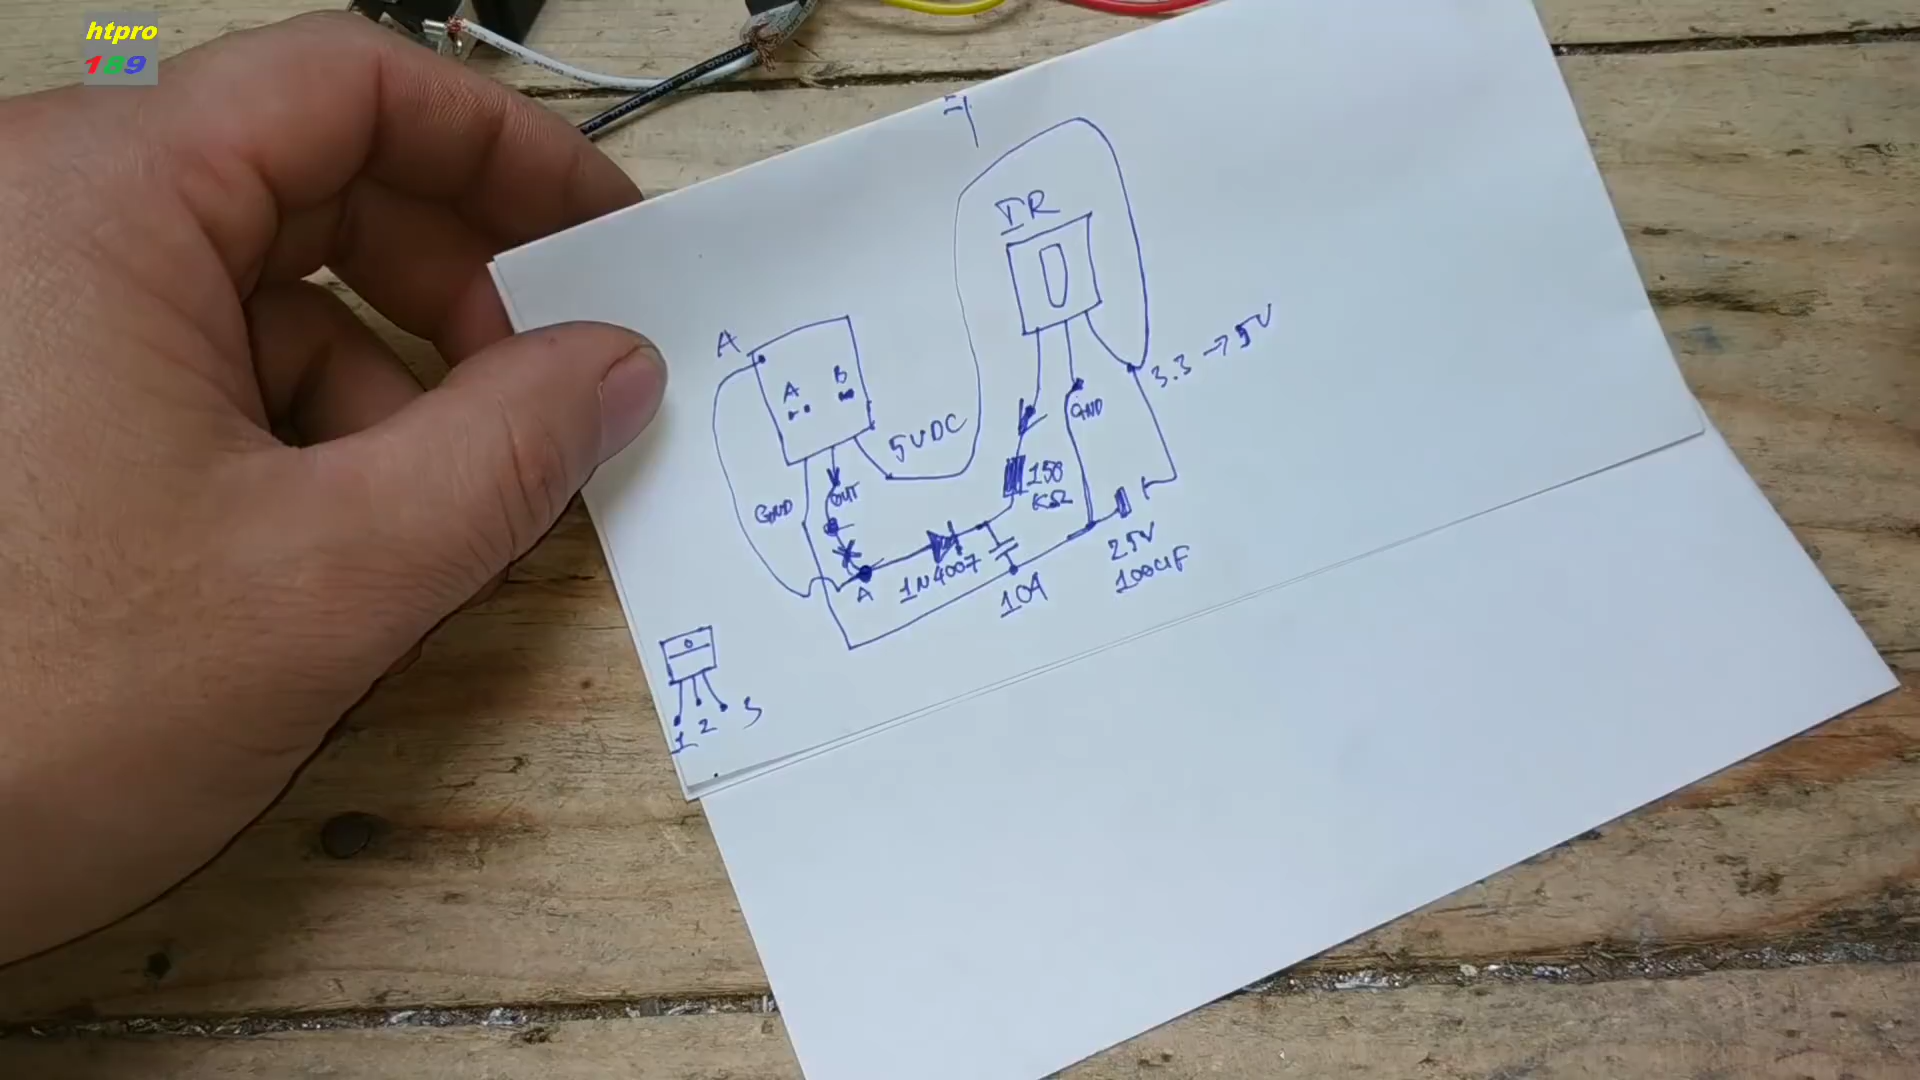 htpro
189
IR
A
A B
3.3 → 5V
5VDC
GND
GND
OUT
150
KΩ
1N4007
A
104
25V
100uF
1 2 3